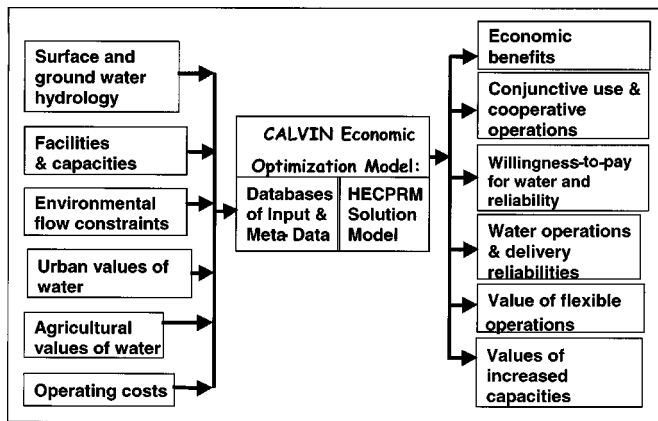 Surface and
ground water
hydrology
Facilities
& capacities
Environmental
flow constraints
Urban values of
water
Agricultural
values of water
Operating costs
CALVIN Economic
Optimization Model:
Databases
of Input &
Meta-Data
HECPRM
Solution
Model
Economic
benefits
Conjunctive use &
cooperative
operations
Willingness-to-pay
for water and
reliability
Water operations
& delivery
reliabilities
Value of flexible
operations
Values of
increased
capacities